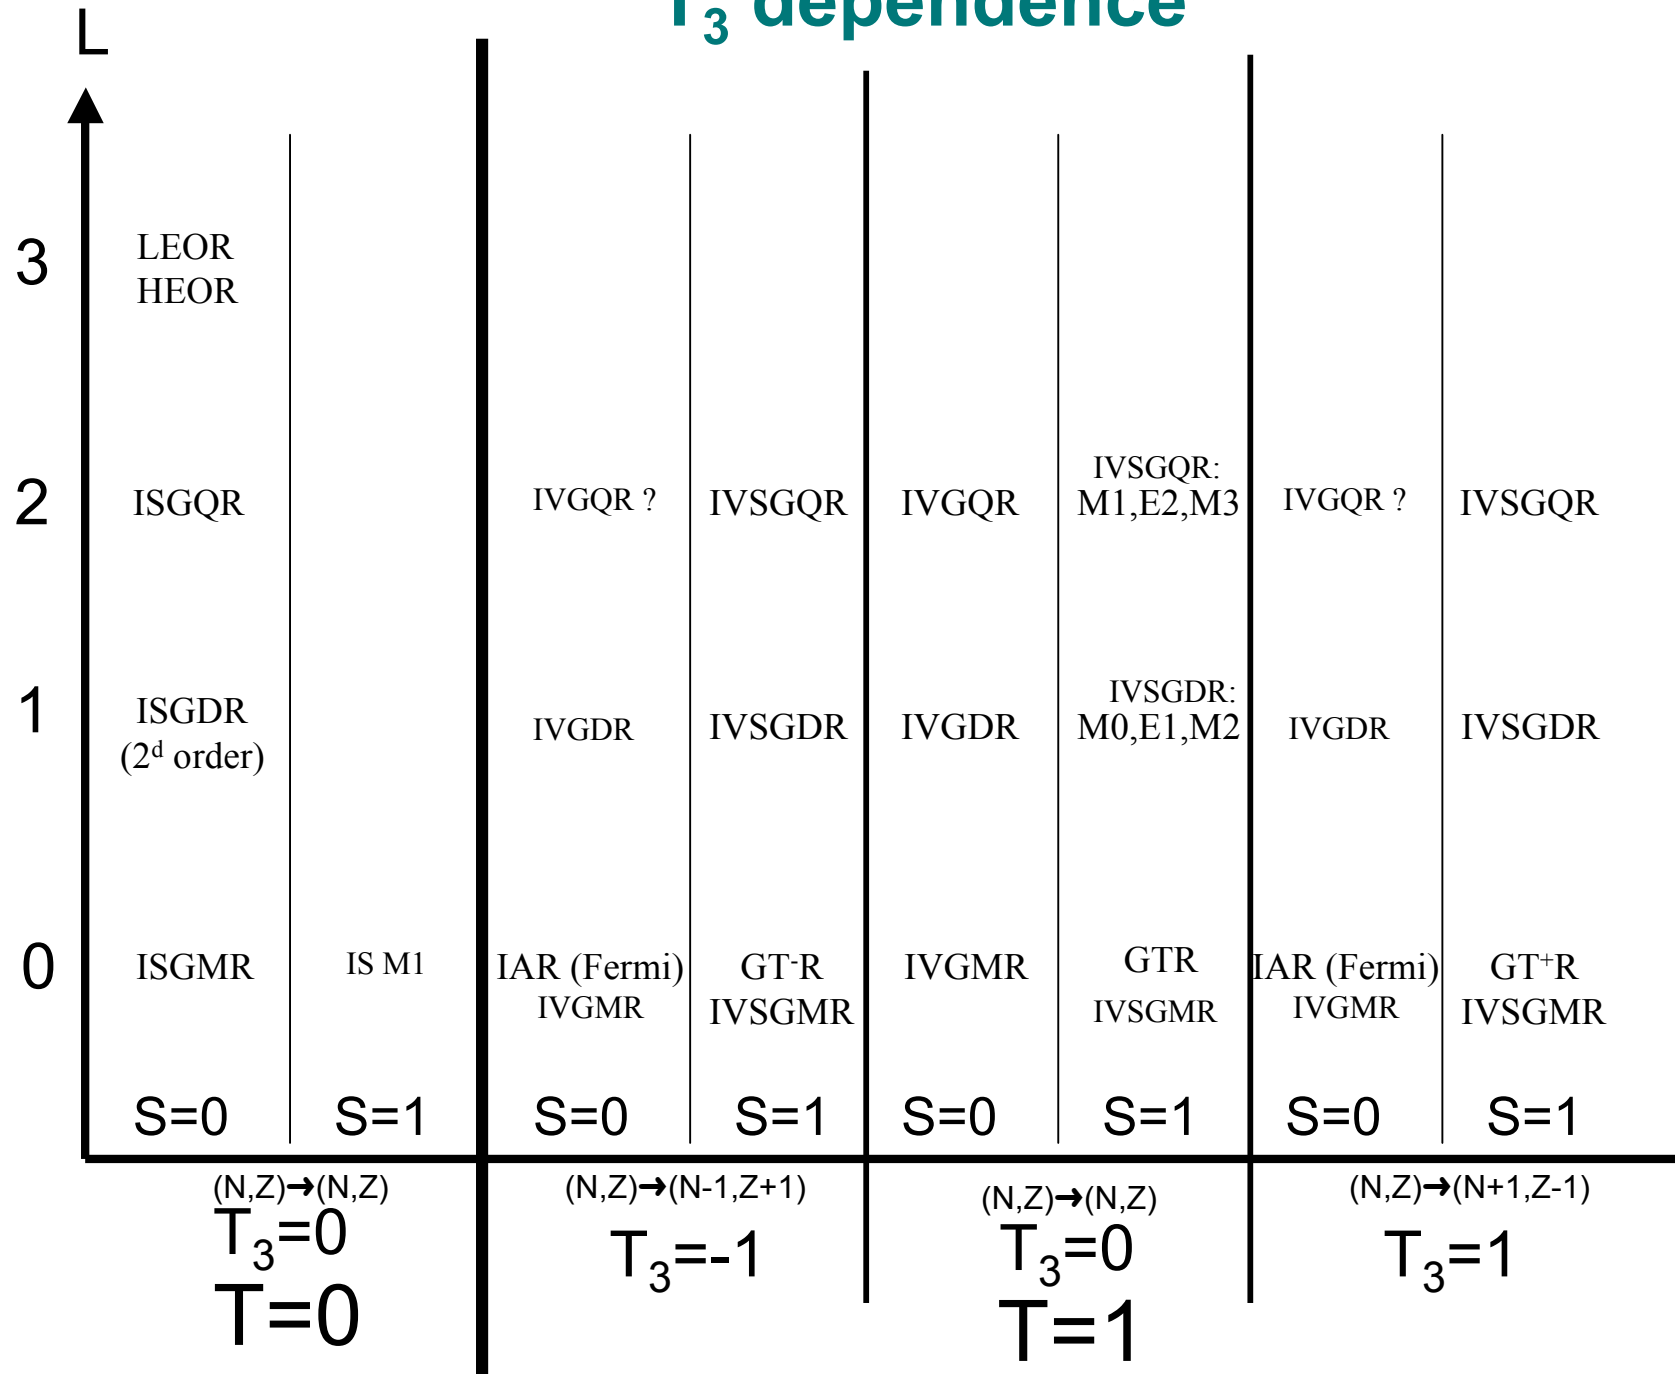 T3 dependence
L
3
LEOR
HEOR
2
ISGQR
IVGQR ?
IVSGQR
IVGQR
IVSGQR:
M1,E2,M3
IVGQR ?
IVSGQR
1
ISGDR
(2d order)
IVGDR
IVSGDR
IVGDR
IVSGDR:
M0,E1,M2
IVGDR
IVSGDR
0
ISGMR
IS M1
IAR (Fermi)
IVGMR
GT-R
IVSGMR
IVGMR
GTR
IVSGMR
IAR (Fermi)
IVGMR
GT+R
IVSGMR
S=0
S=1
S=0
S=1
S=0
S=1
S=0
S=1
(N,Z)→(N,Z)
T3=0
T=0
(N,Z)→(N-1,Z+1)
T3=-1
(N,Z)→(N,Z)
T3=0
T=1
(N,Z)→(N+1,Z-1)
T3=1